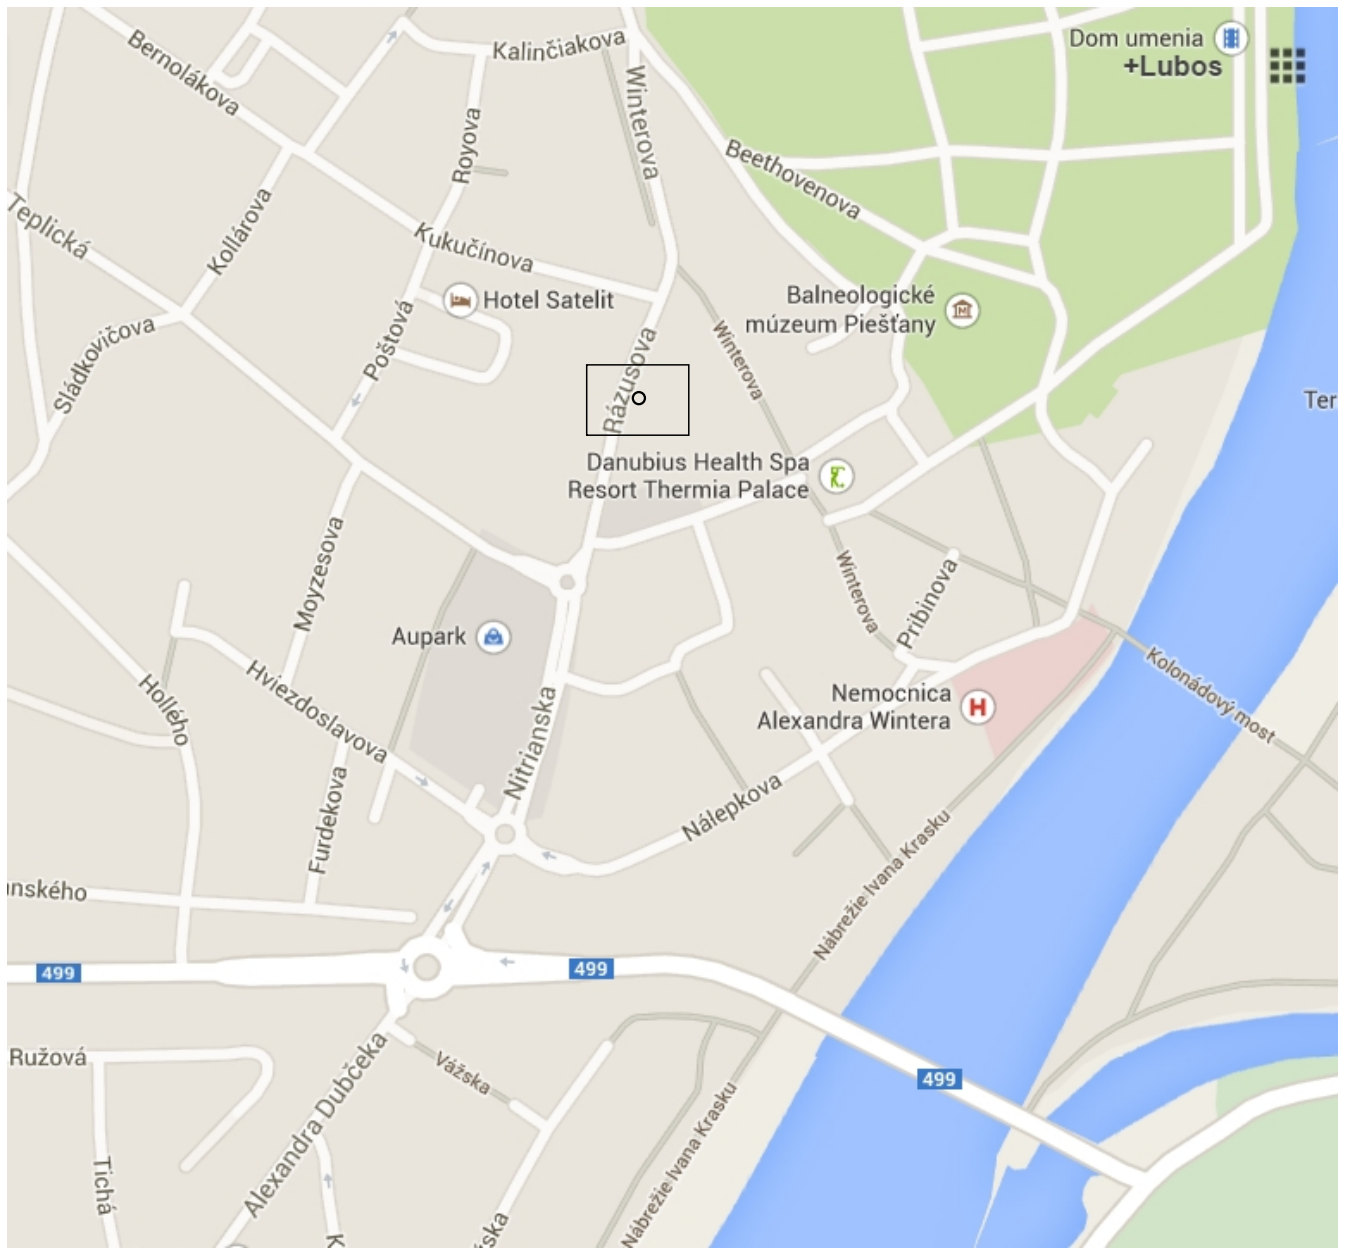 Kalinčiakova
Dom umenia
+Lubos
Bernolákova
Winterova
Royova
Beethovenova
Teplická
Kollárova
Kukučínova
Hotel Satelit
Balneologické
múzeum Piešťany
Sládkovičova
Poštová
Rázusova
Winterova
Ter
Danubius Health Spa
Resort Thermia Palace
Moyzesova
Winterova
Pribinova
Aupark
Hviezdoslavova
Hollého
Nitrianska
Nemocnica
Alexandra Wintera
Kolonádový most
Furdekova
Nálepkova
Nábrežie Ivana Krasku
nského
499
499
Ružová
Vážska
499
Alexandra Dubčeka
Tichá
Nábrežie Ivana Krasku
ská
K